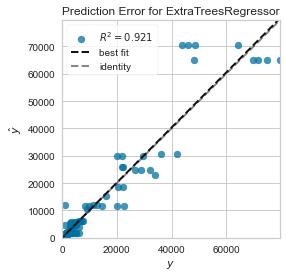 Prediction Error for ExtraTreesRegressor
R² = 0.921
best fit
identity
70000
60000
50000
40000
30000
20000
10000
0
ŷ
0 20000 40000 60000
y